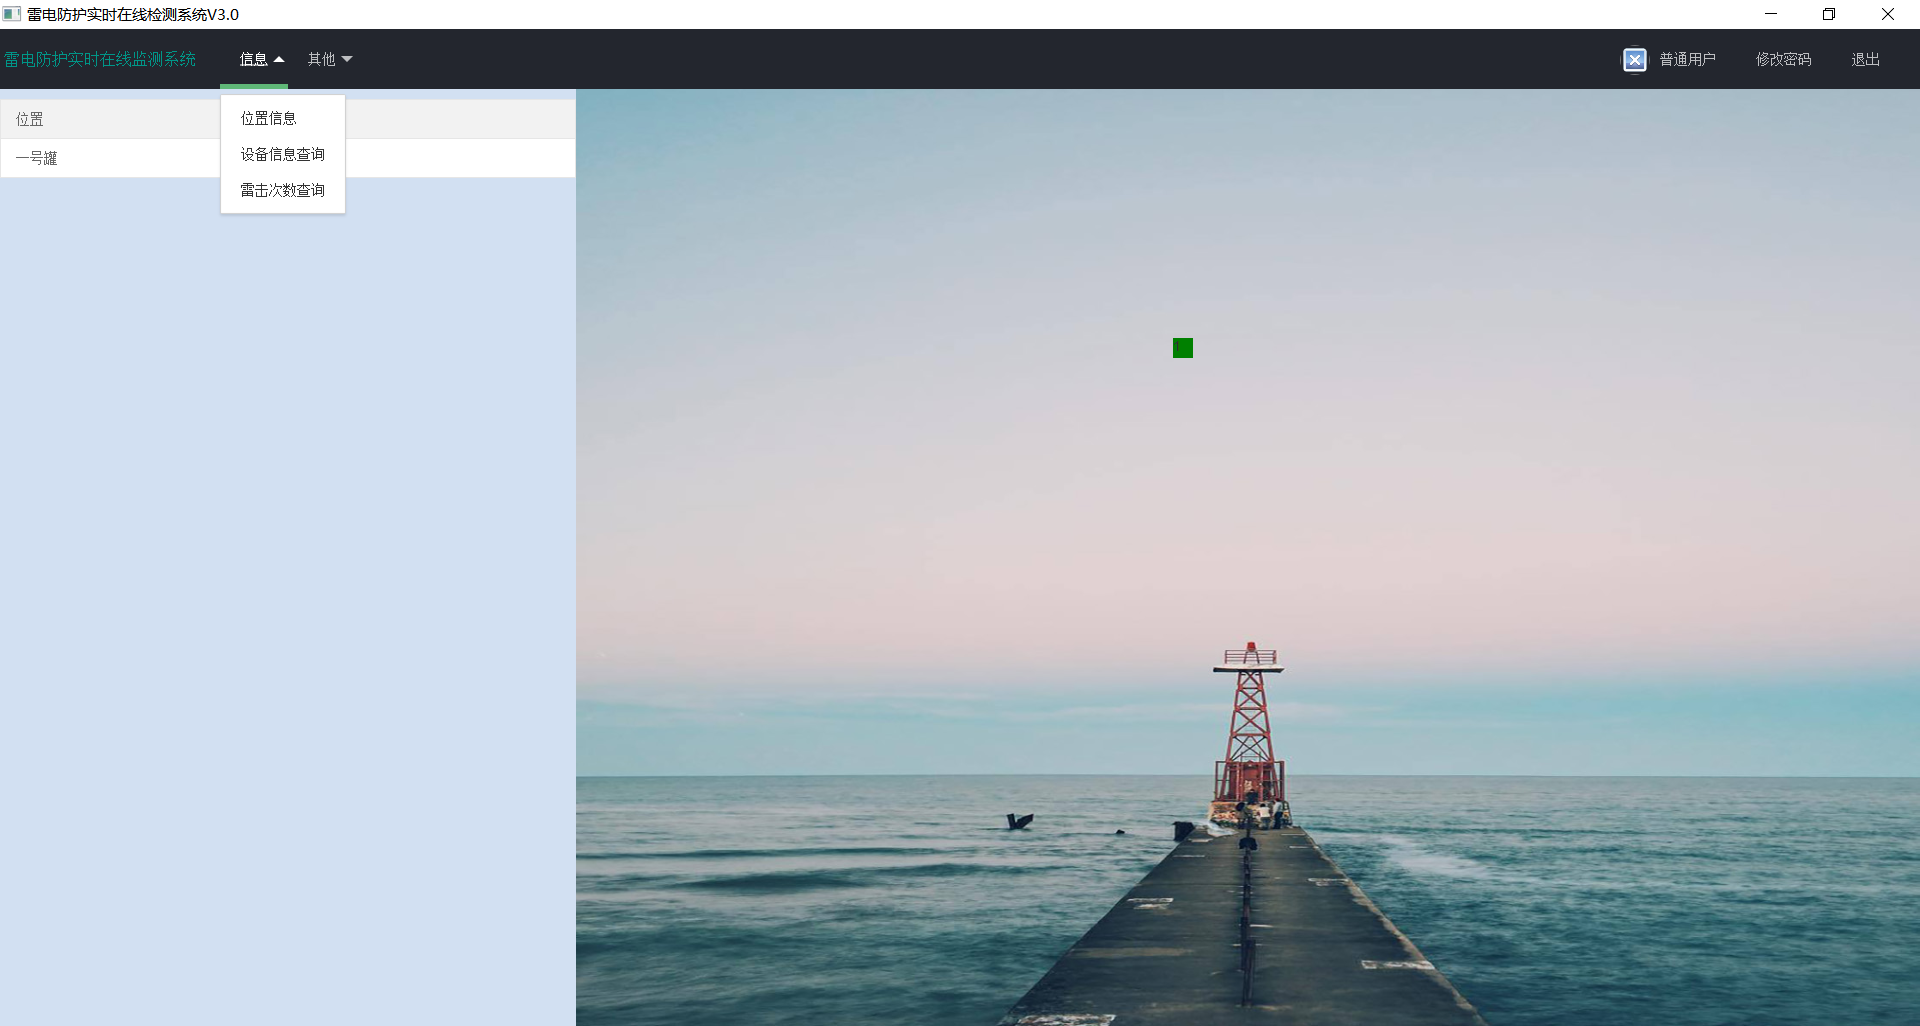 雷电防护实时在线检测系统V3.0
雷电防护实时在线监测系统 信息 其他 普通用户 修改密码 退出
位置
一号罐
位置信息
设备信息查询
雷击次数查询
1